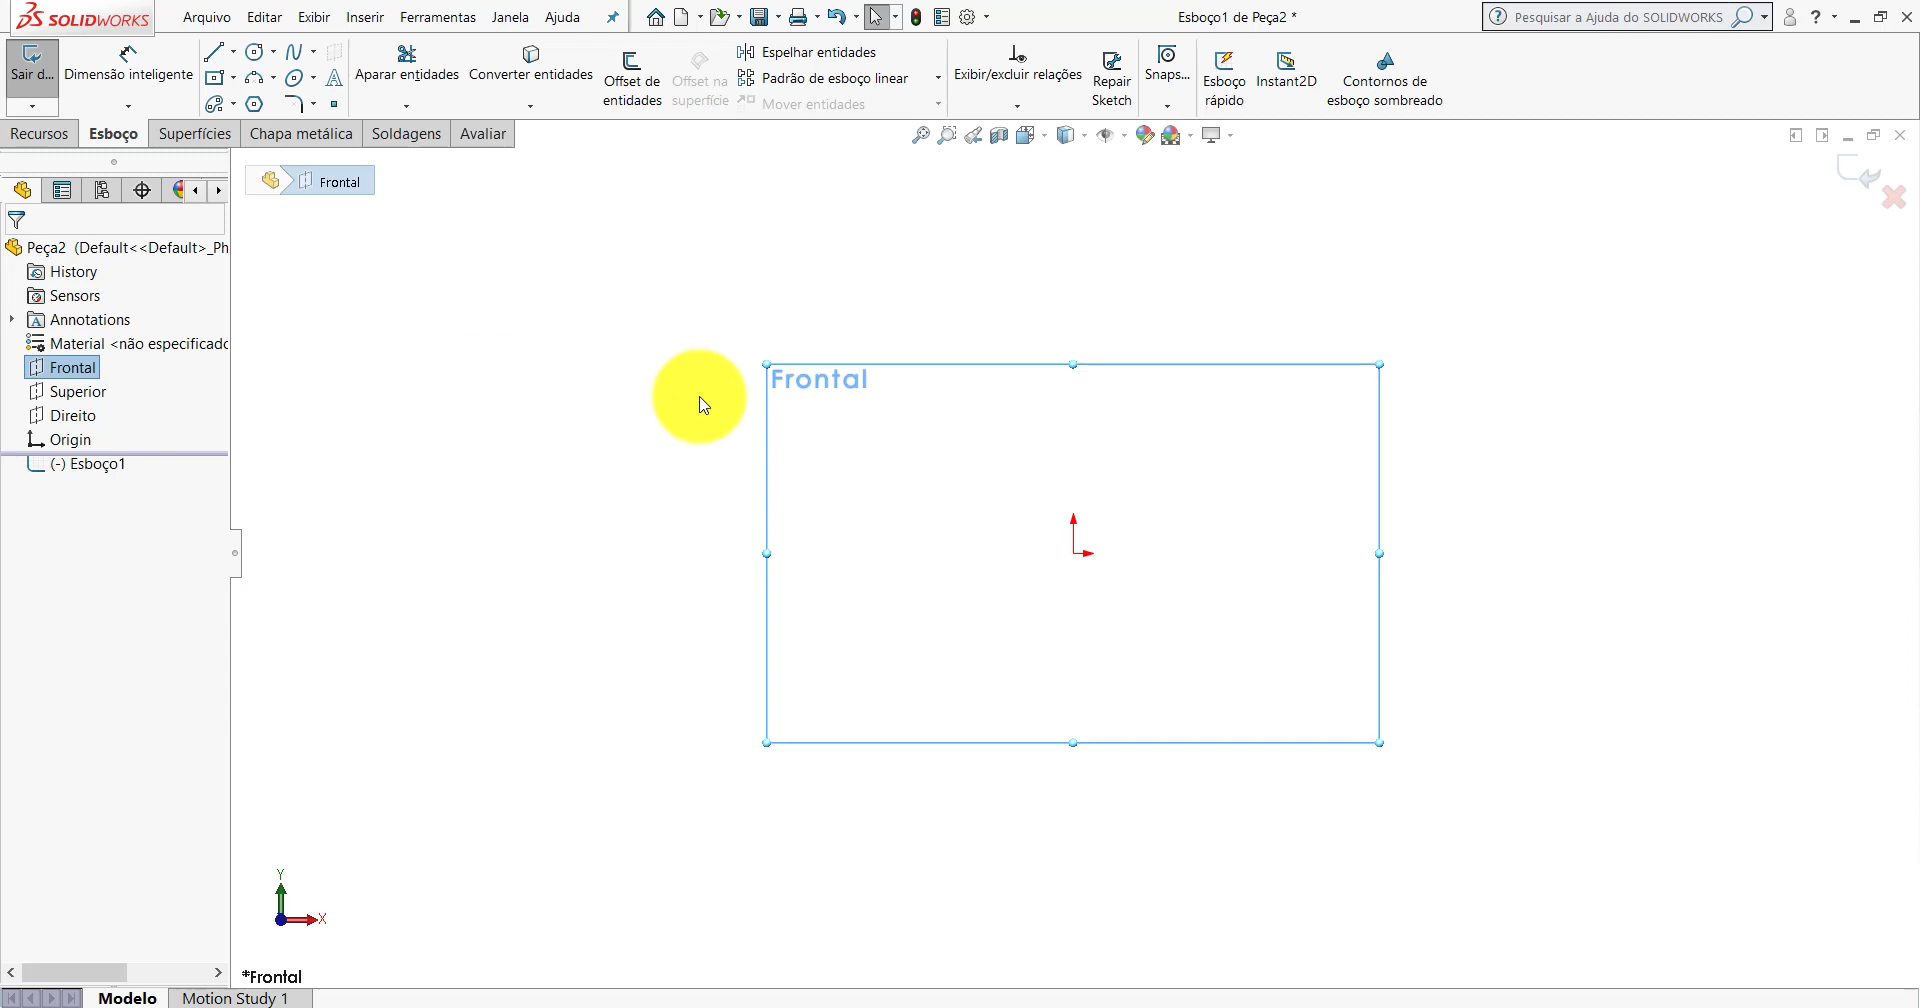 SOLIDWORKS
Arquivo Editar Exibir Inserir Ferramentas Janela Ajuda
Esboço1 de Peça2 *
Pesquisar a Ajuda do SOLIDWORKS
Sair d...
Dimensão inteligente
Aparar entidades
Converter entidades
Offset de
entidades
Offset na
superfície
Espelhar entidades
Padrão de esboço linear
Mover entidades
Exibir/excluir relações
Repair
Sketch
Snaps...
Esboço
rápido
Instant2D
Contornos de
esboço sombreado
Recursos Esboço Superfícies Chapa metálica Soldagens Avaliar
Frontal
Peça2 (Default<<Default>_Ph
History
Sensors
Annotations
Material <não especificado
Frontal
Superior
Direito
Origin
(-) Esboço1
Frontal
Y
X
*Frontal
Modelo Motion Study 1